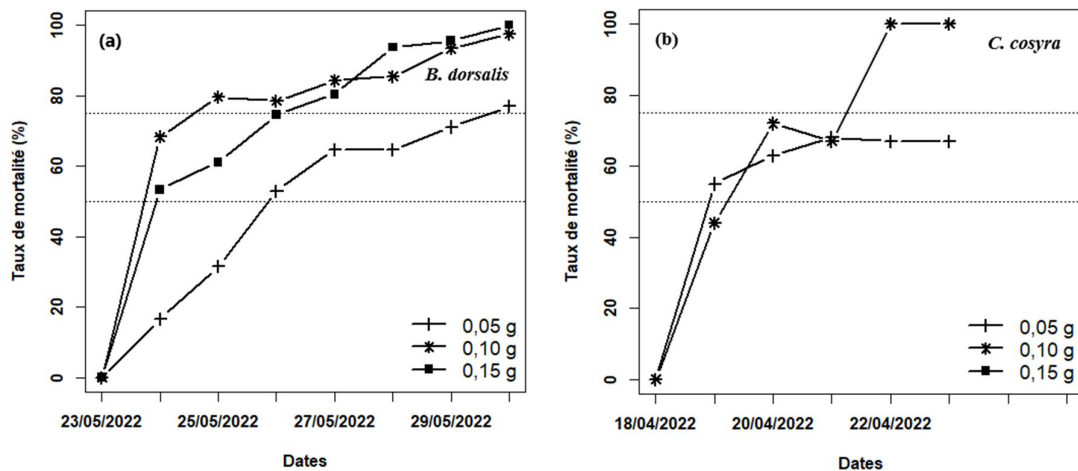 (a)
B. dorsalis
Taux de mortalité (%)
100
80
60
40
20
0
0,05 g
0,10 g
0,15 g
23/05/2022 25/05/2022 27/05/2022 29/05/2022
Dates
(b)
C. cosyra
Taux de mortalité (%)
100
80
60
40
20
0
0,05 g
0,10 g
0,15 g
18/04/2022 20/04/2022 22/04/2022
Dates